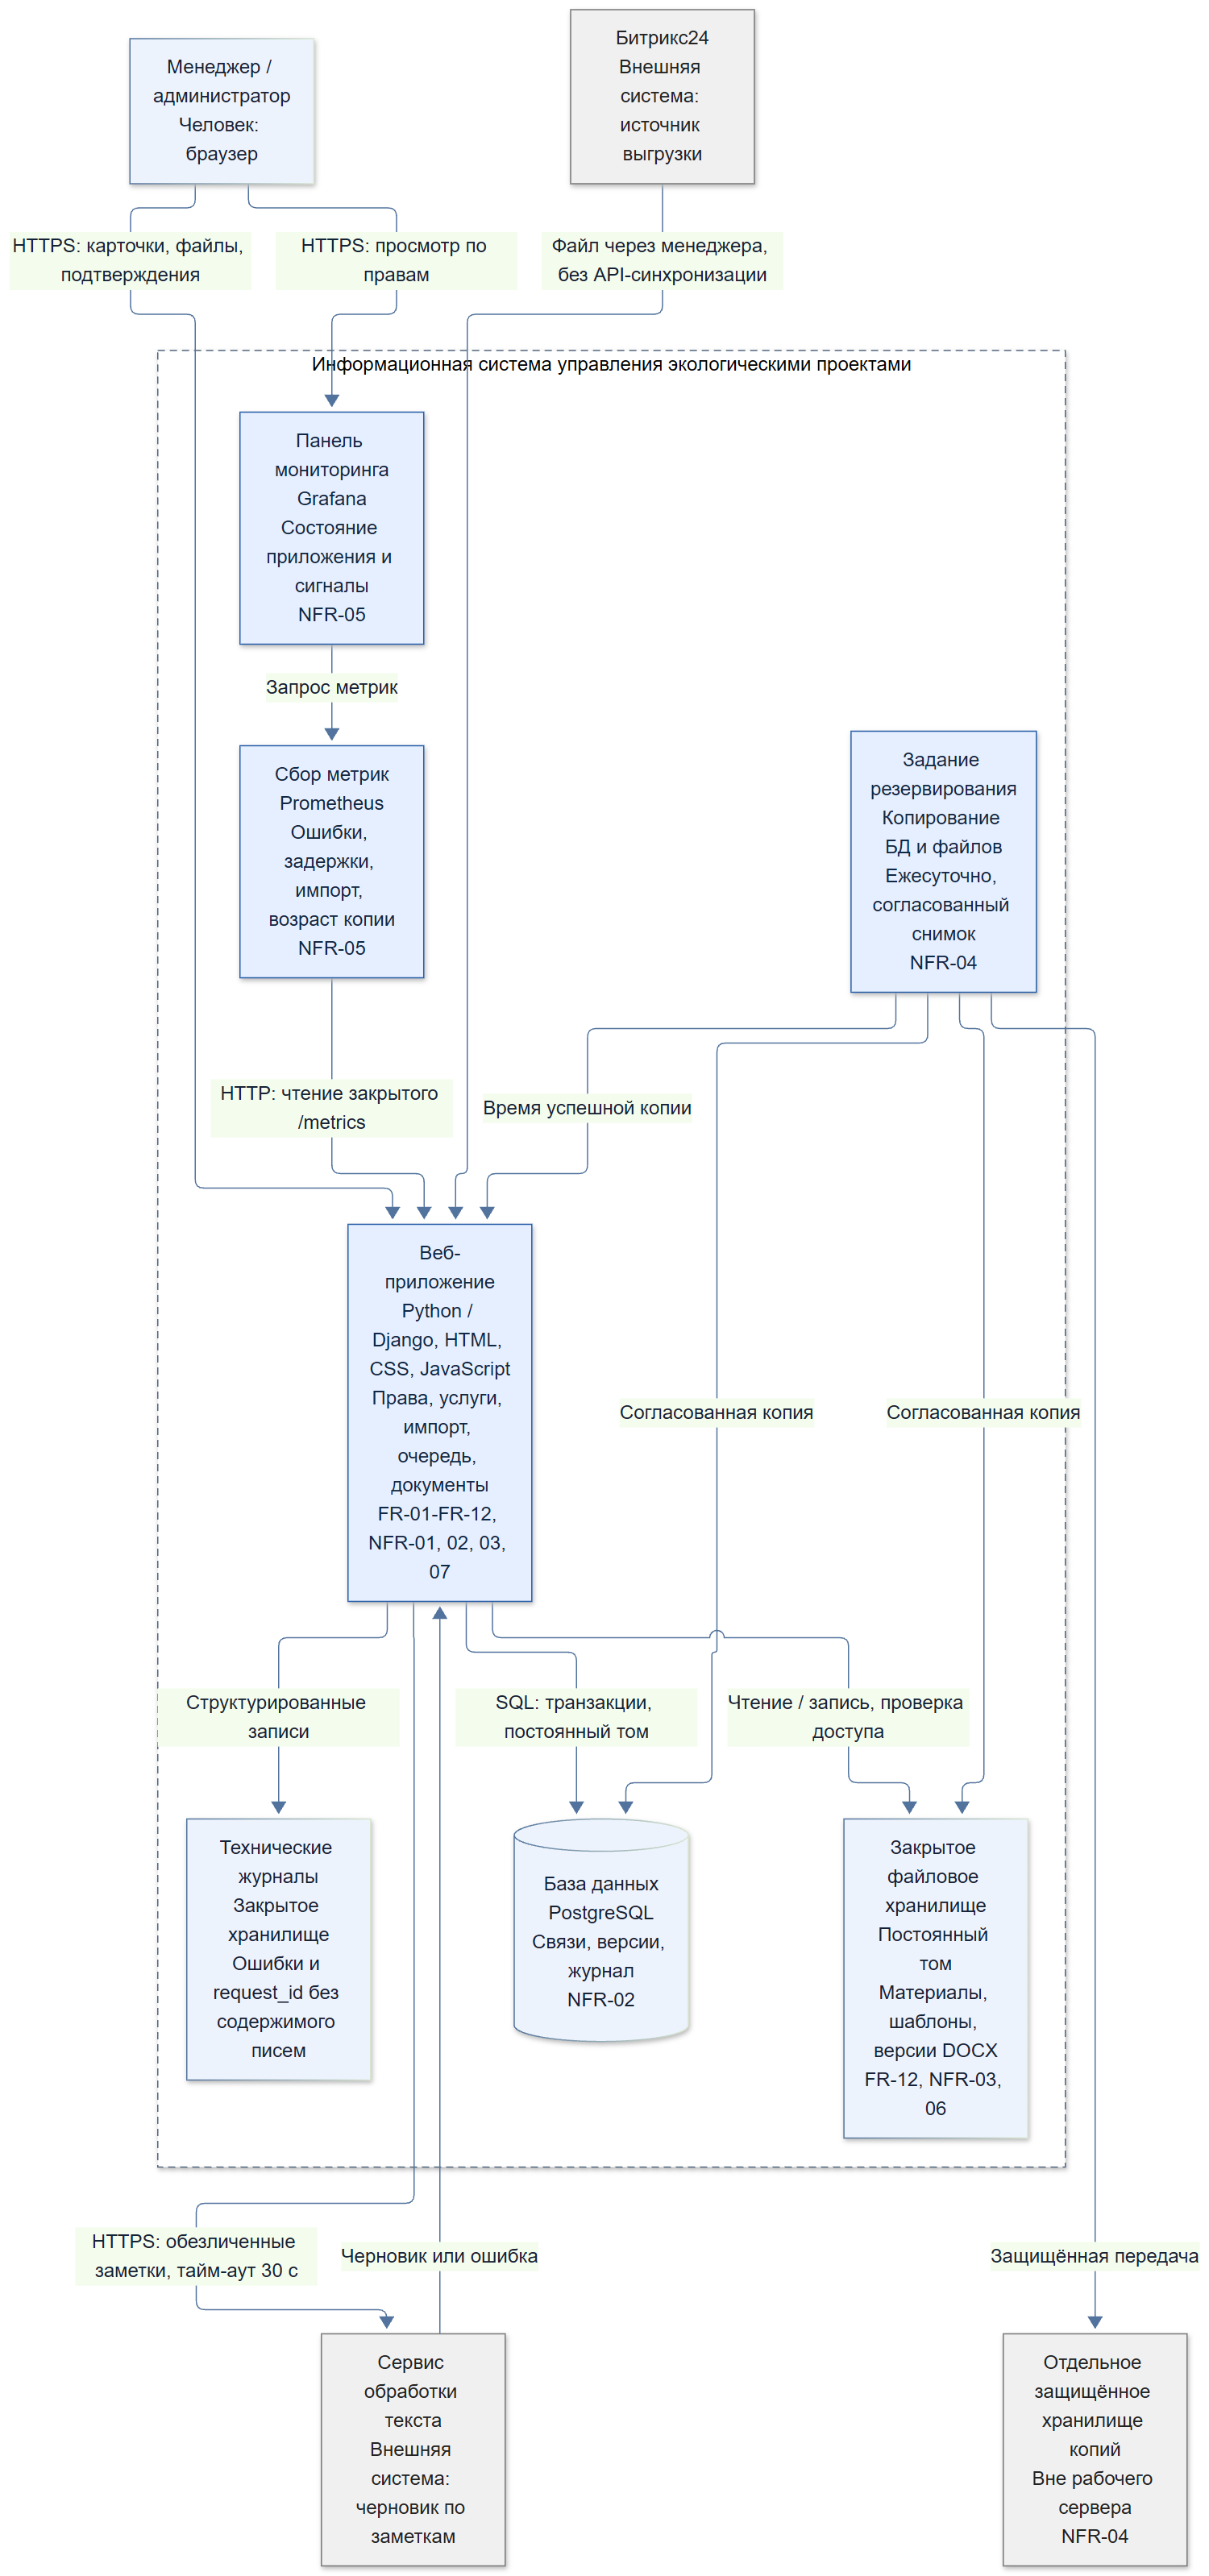 Битрикс24
Внешняя
система:
источник
выгрузки
Менеджер /
администратор
Человек:
браузер
HTTPS: карточки, файлы,
подтверждения
HTTPS: просмотр по
правам
Файл через менеджера,
без API-синхронизации
Информационная система управления экологическими проектами
Панель
мониторинга
Grafana
Состояние
приложения и
сигналы
NFR-05
Запрос метрик
Сбор метрик
Prometheus
Ошибки,
задержки,
импорт,
возраст копии
NFR-05
Задание
резервирования
Копирование
БД и файлов
Ежесуточно,
согласованный
снимок
NFR-04
HTTP: чтение закрытого
/metrics
Время успешной копии
Веб-
приложение
Python /
Django, HTML,
CSS, JavaScript
Права, услуги,
импорт,
очередь,
документы
FR-01-FR-12,
NFR-01, 02, 03,
07
Согласованная копия
Согласованная копия
Структурированные
записи
SQL: транзакции,
постоянный том
Чтение / запись, проверка
доступа
Технические
журналы
Закрытое
хранилище
Ошибки и
request_id без
содержимого
писем
База данных
PostgreSQL
Связи, версии,
журнал
NFR-02
Закрытое
файловое
хранилище
Постоянный
том
Материалы,
шаблоны,
версии DOCX
FR-12, NFR-03,
06
HTTPS: обезличенные
заметки, тайм-аут 30 с
Черновик или ошибка
Защищённая передача
Сервис
обработки
текста
Внешняя
система:
черновик по
заметкам
Отдельное
защищённое
хранилище
копий
Вне рабочего
сервера
NFR-04